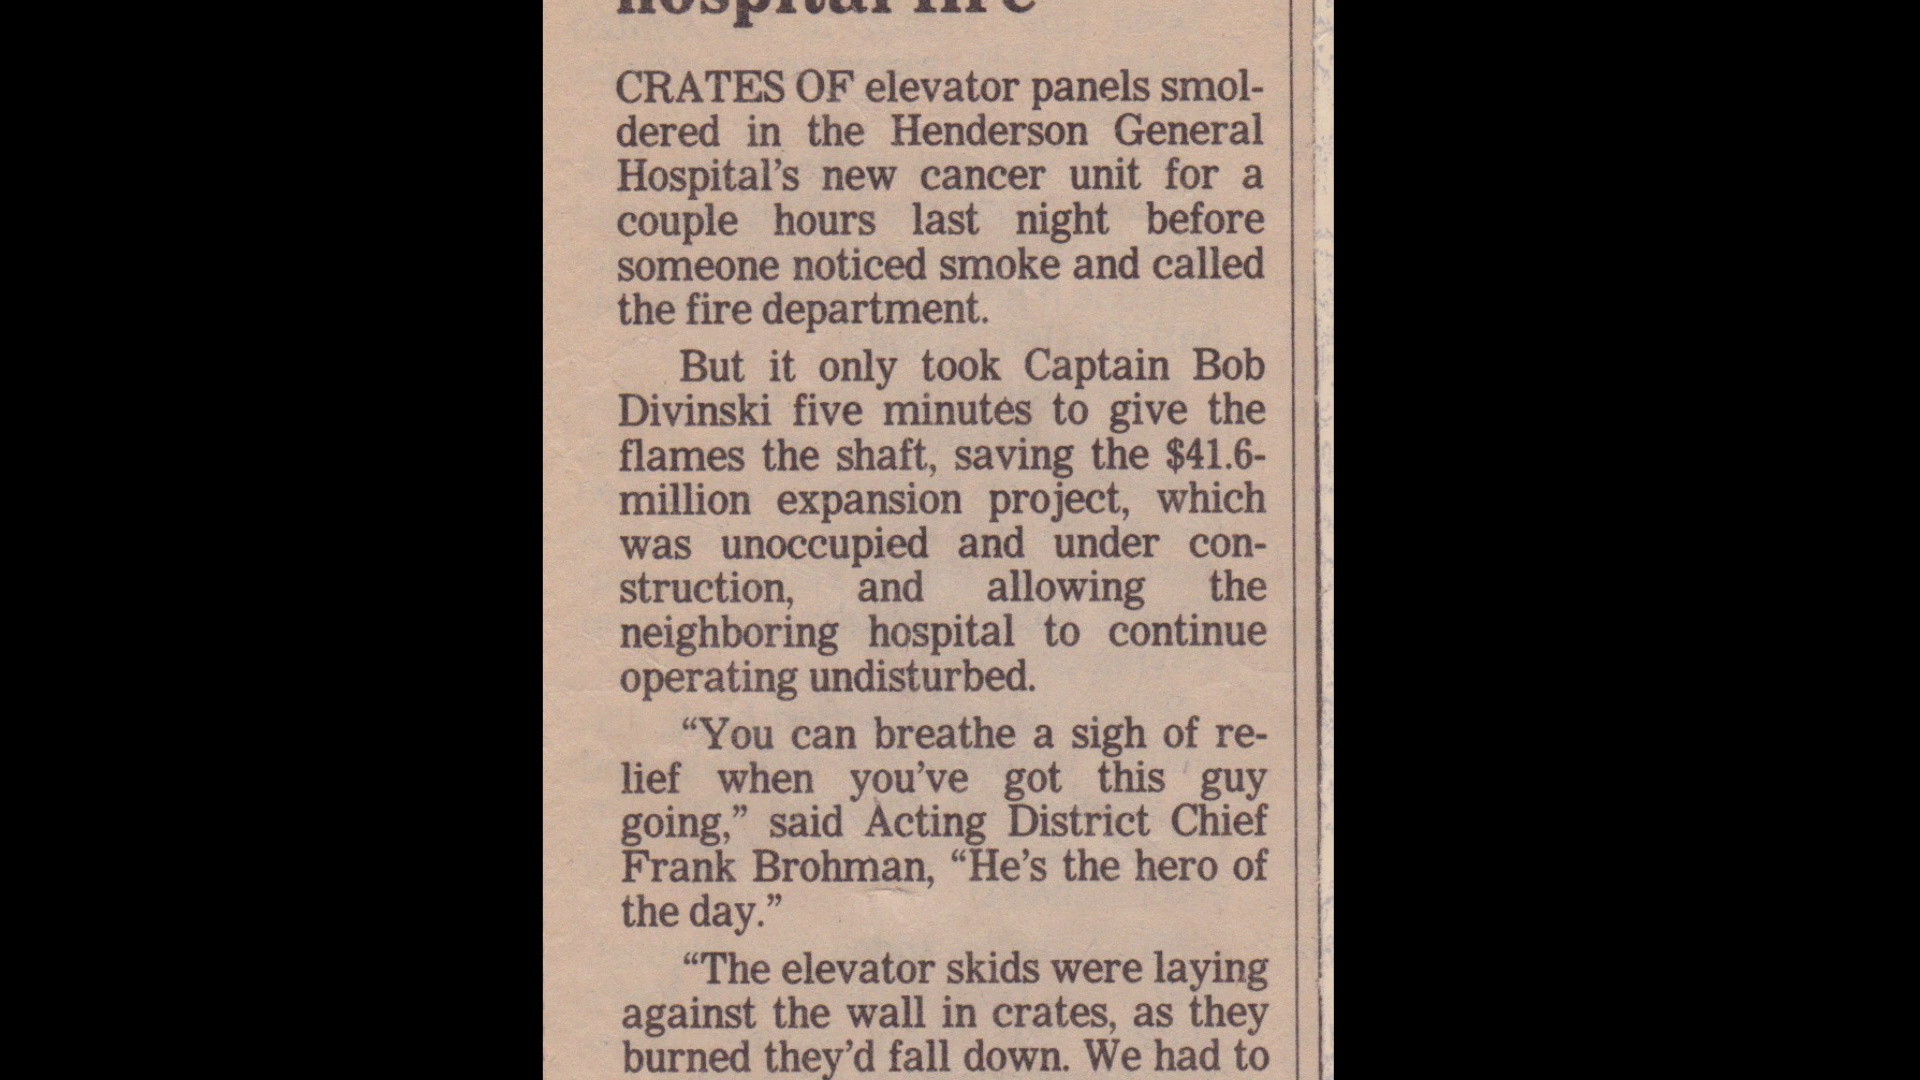 hospital fire
CRATES OF elevator panels smol-
dered in the Henderson General
Hospital's new cancer unit for a
couple hours last night before
someone noticed smoke and called
the fire department.
But it only took Captain Bob
Divinski five minutes to give the
flames the shaft, saving the $41.6-
million expansion project, which
was unoccupied and under con-
struction, and allowing the
neighboring hospital to continue
operating undisturbed.
“You can breathe a sigh of re-
lief when you've got this guy
going,” said Acting District Chief
Frank Brohman, “He's the hero of
the day.”
“The elevator skids were laying
against the wall in crates, as they
burned they'd fall down. We had to